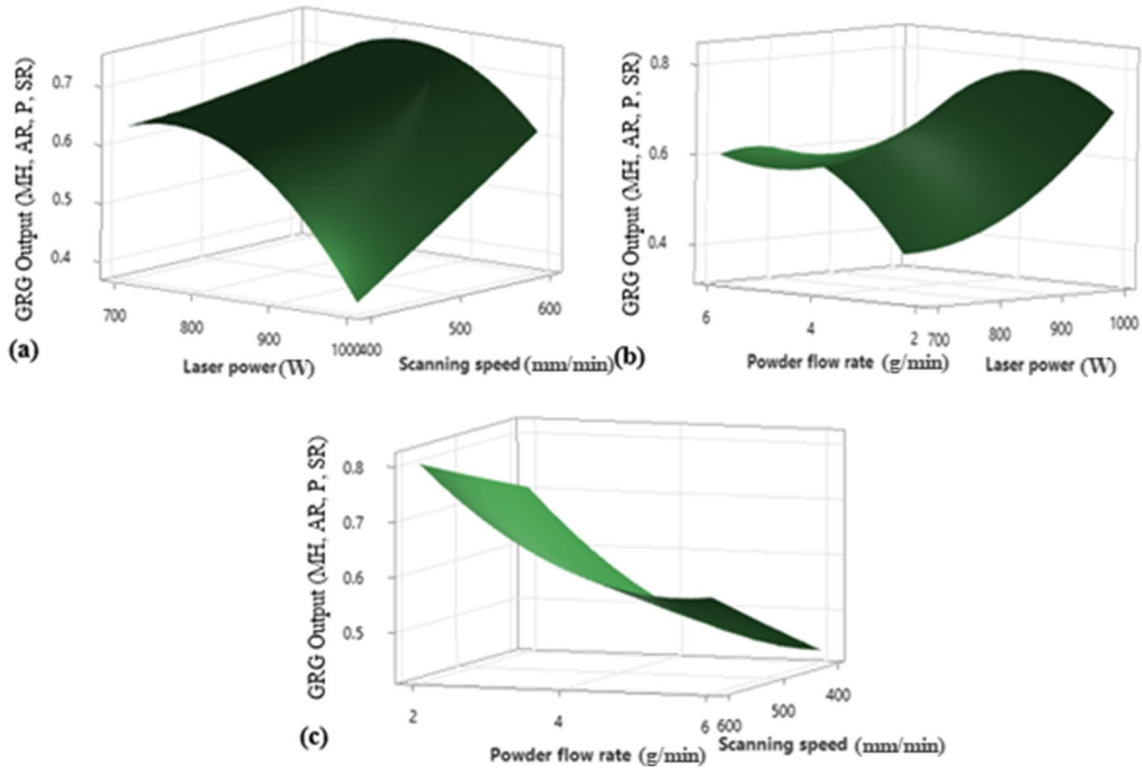 GRG Output (MH, AR, P, SR)
0.7
0.6
0.5
0.4
700
800
900
1000
400
500
600
Laser power (W)
Scanning speed (mm/min)
(a)
GRG Output (MH, AR, P, SR)
0.8
0.6
0.4
6
4
2
700
800
900
1000
Powder flow rate (g/min)
Laser power (W)
(b)
GRG Output (MH, AR, P, SR)
0.8
0.7
0.6
0.5
2
4
6
600
500
400
Powder flow rate (g/min)
Scanning speed (mm/min)
(c)